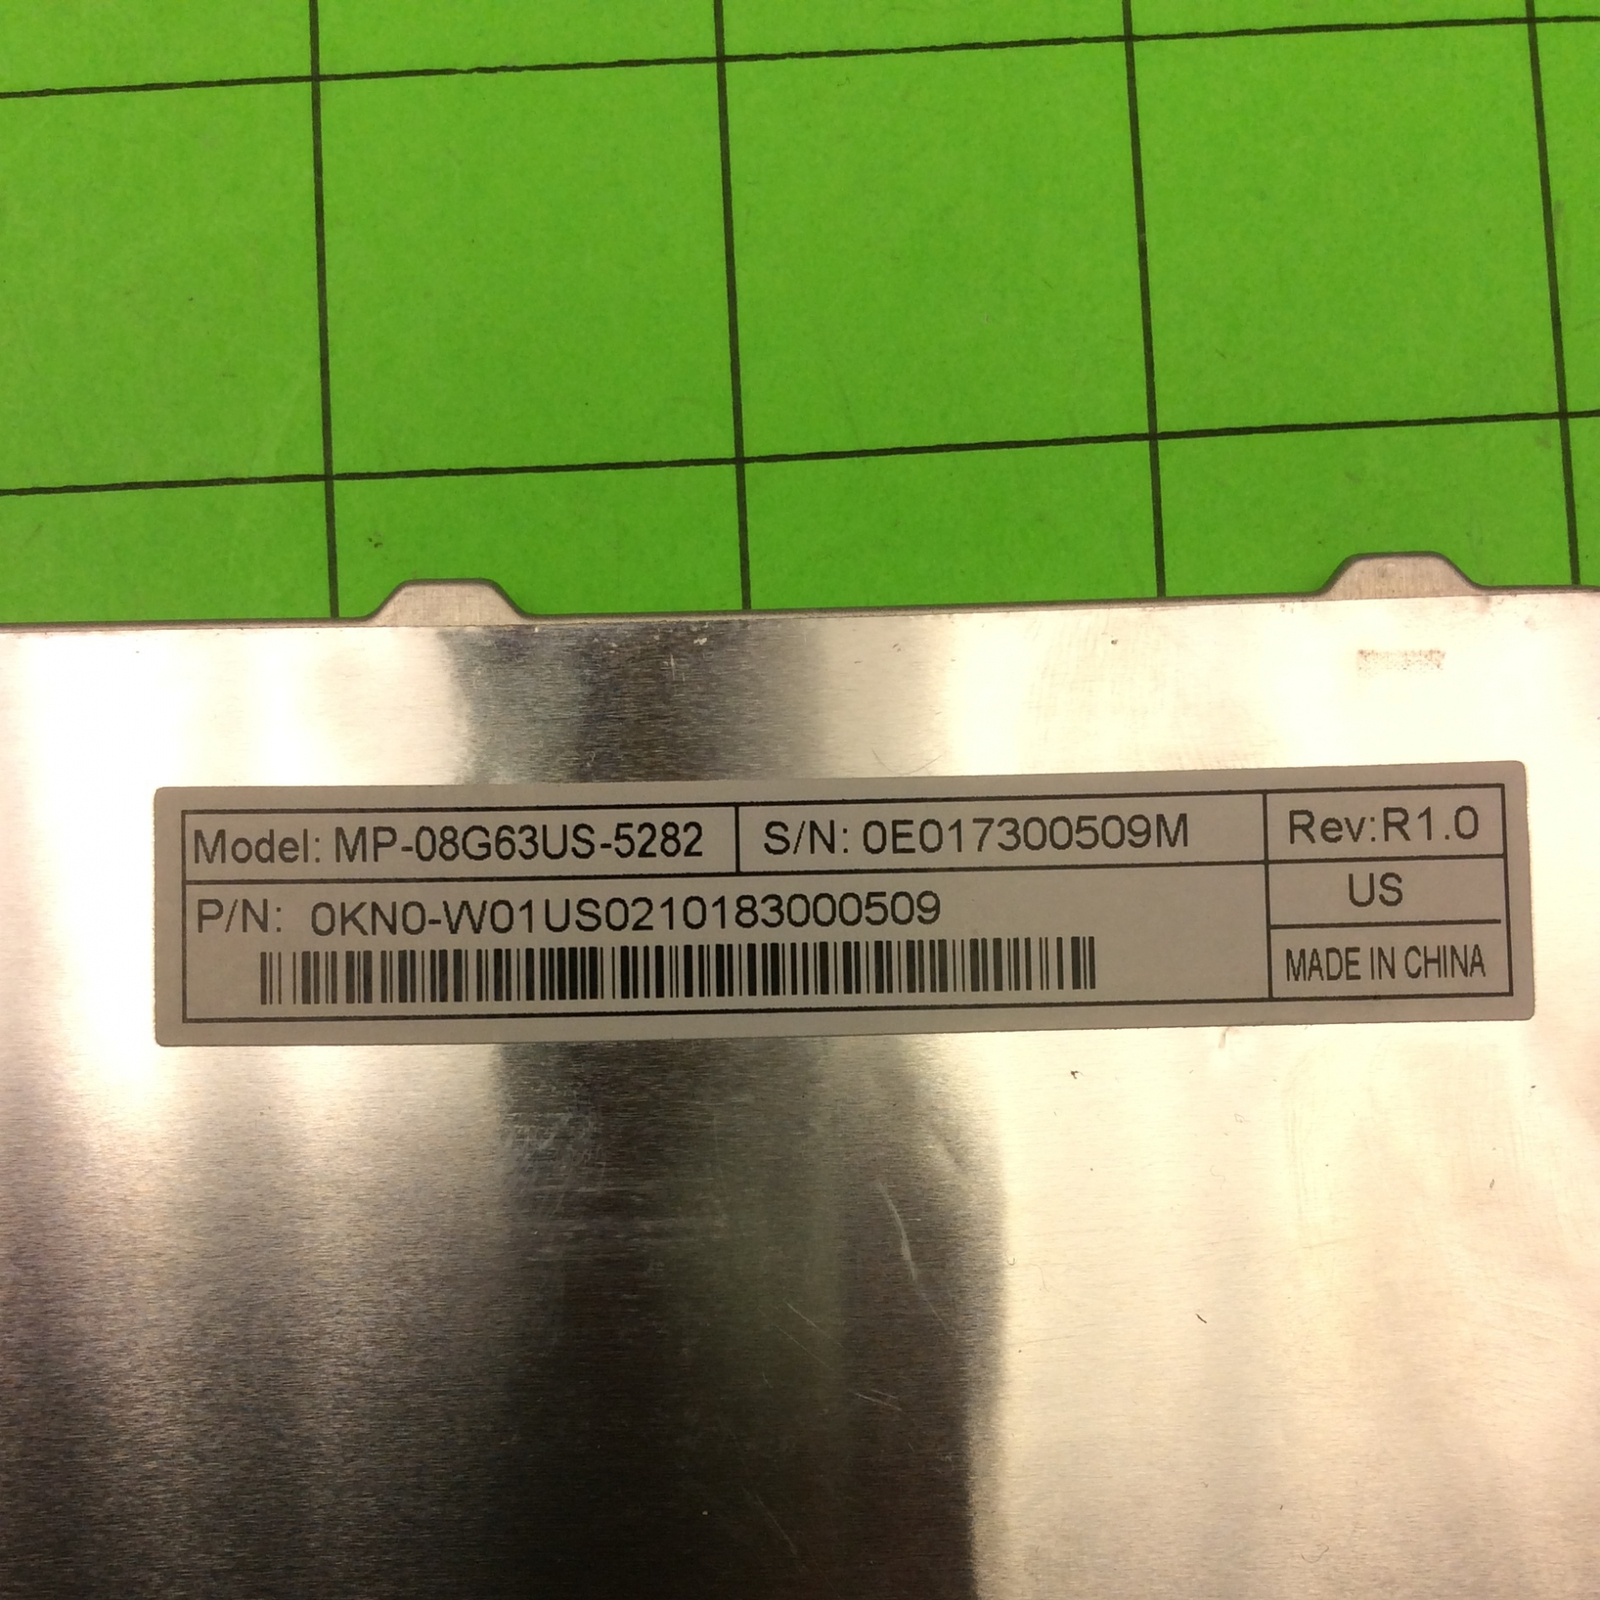 Model: MP-08G63US-5282 S/N: 0E017300509M Rev:R1.0
P/N: 0KN0-W01US0210183000509 US
MADE IN CHINA